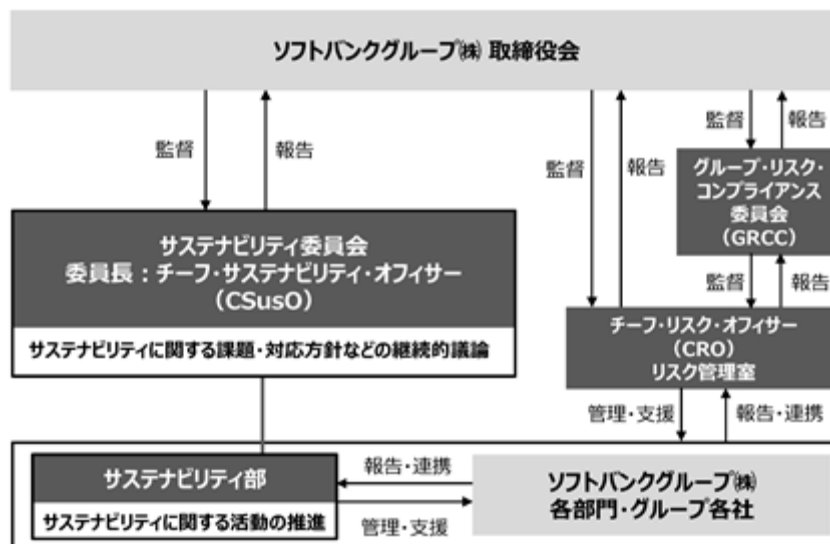 ソフトバンクグループ㈱ 取締役会
監督
報告
監督
報告
監督
報告
グループ・リスク・
コンプライアンス
委員会
（GRCC）
サステナビリティ委員会
委員長：チーフ・サステナビリティ・オフィサー
（CSusO）
サステナビリティに関する課題・対応方針などの継続的議論
監督
報告
チーフ・リスク・オフィサー
（CRO）
リスク管理室
管理・支援
報告・連携
サステナビリティ部
サステナビリティに関する活動の推進
報告・連携
管理・支援
ソフトバンクグループ㈱
各部門・グループ各社